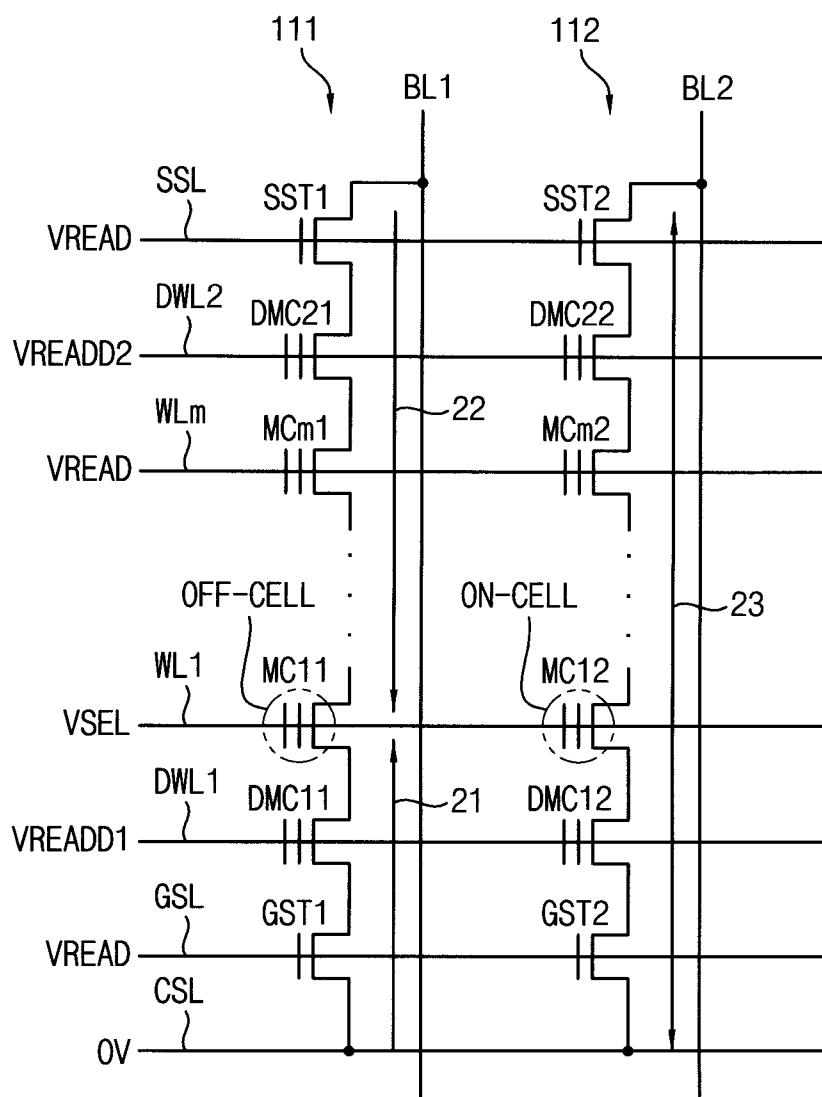 111
112
BL1
BL2
SSL
SST1
SST2
VREAD
DWL2
DMC21
DMC22
VREADD2
WLm
MCm1
22
MCm2
VREAD
OFF-CELL
ON-CELL
23
WL1
MC11
MC12
VSEL
DWL1
DMC11
21
DMC12
VREADD1
GSL
GST1
GST2
VREAD
CSL
0V